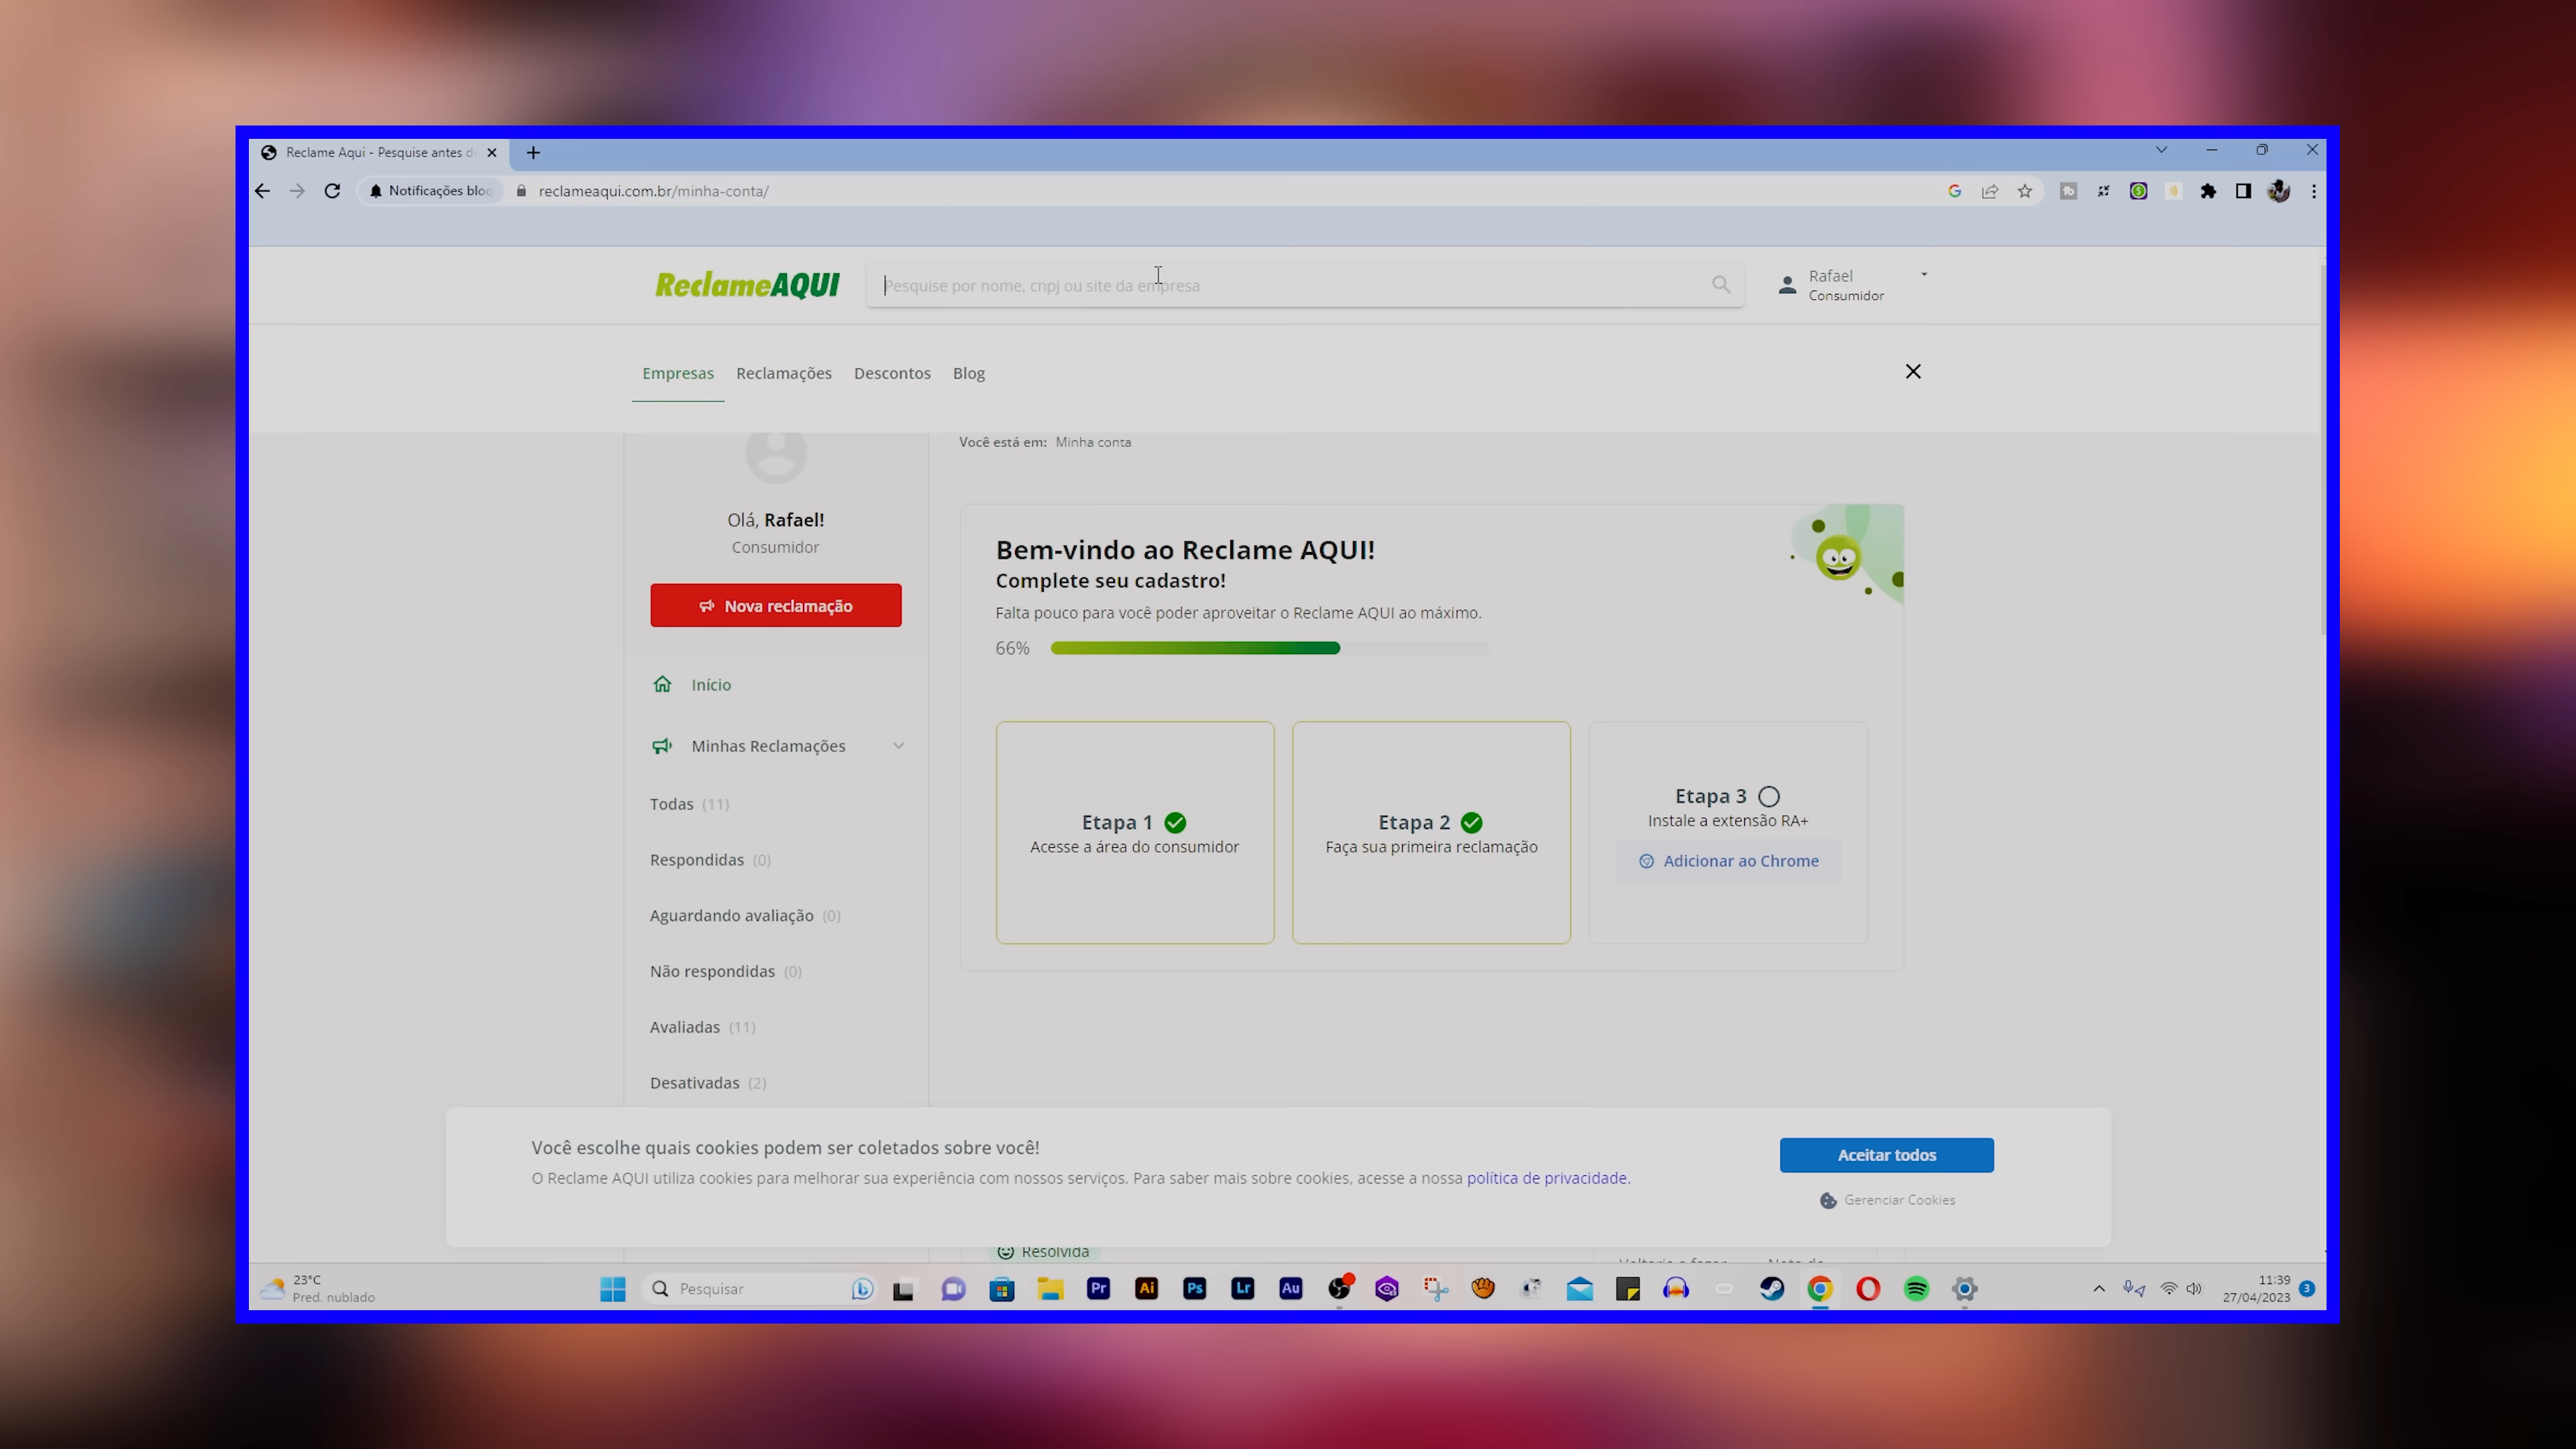 Reclame Aqui - Pesquise antes d
Notificações bloq
reclameaqui.com.br/minha-conta/
ReclameAQUI
Pesquise por nome, cnpj ou site da empresa
Rafael
Consumidor
Empresas Reclamações Descontos Blog
Você está em: Minha conta
Olá, Rafael!
Consumidor
Nova reclamação
Início
Minhas Reclamações
Todas (11)
Respondidas (0)
Aguardando avaliação (0)
Não respondidas (0)
Avaliadas (11)
Desativadas (2)
Bem-vindo ao Reclame AQUI!
Complete seu cadastro!
Falta pouco para você poder aproveitar o Reclame AQUI ao máximo.
66%
Etapa 1
Acesse a área do consumidor
Etapa 2
Faça sua primeira reclamação
Etapa 3
Instale a extensão RA+
Adicionar ao Chrome
Você escolhe quais cookies podem ser coletados sobre você!
O Reclame AQUI utiliza cookies para melhorar sua experiência com nossos serviços. Para saber mais sobre cookies, acesse a nossa política de privacidade.
Aceitar todos
Gerenciar Cookies
Resolvida
23°C
Pred. nublado
Pesquisar
Pr Ai Ps Lr Au
11:39
27/04/2023
3